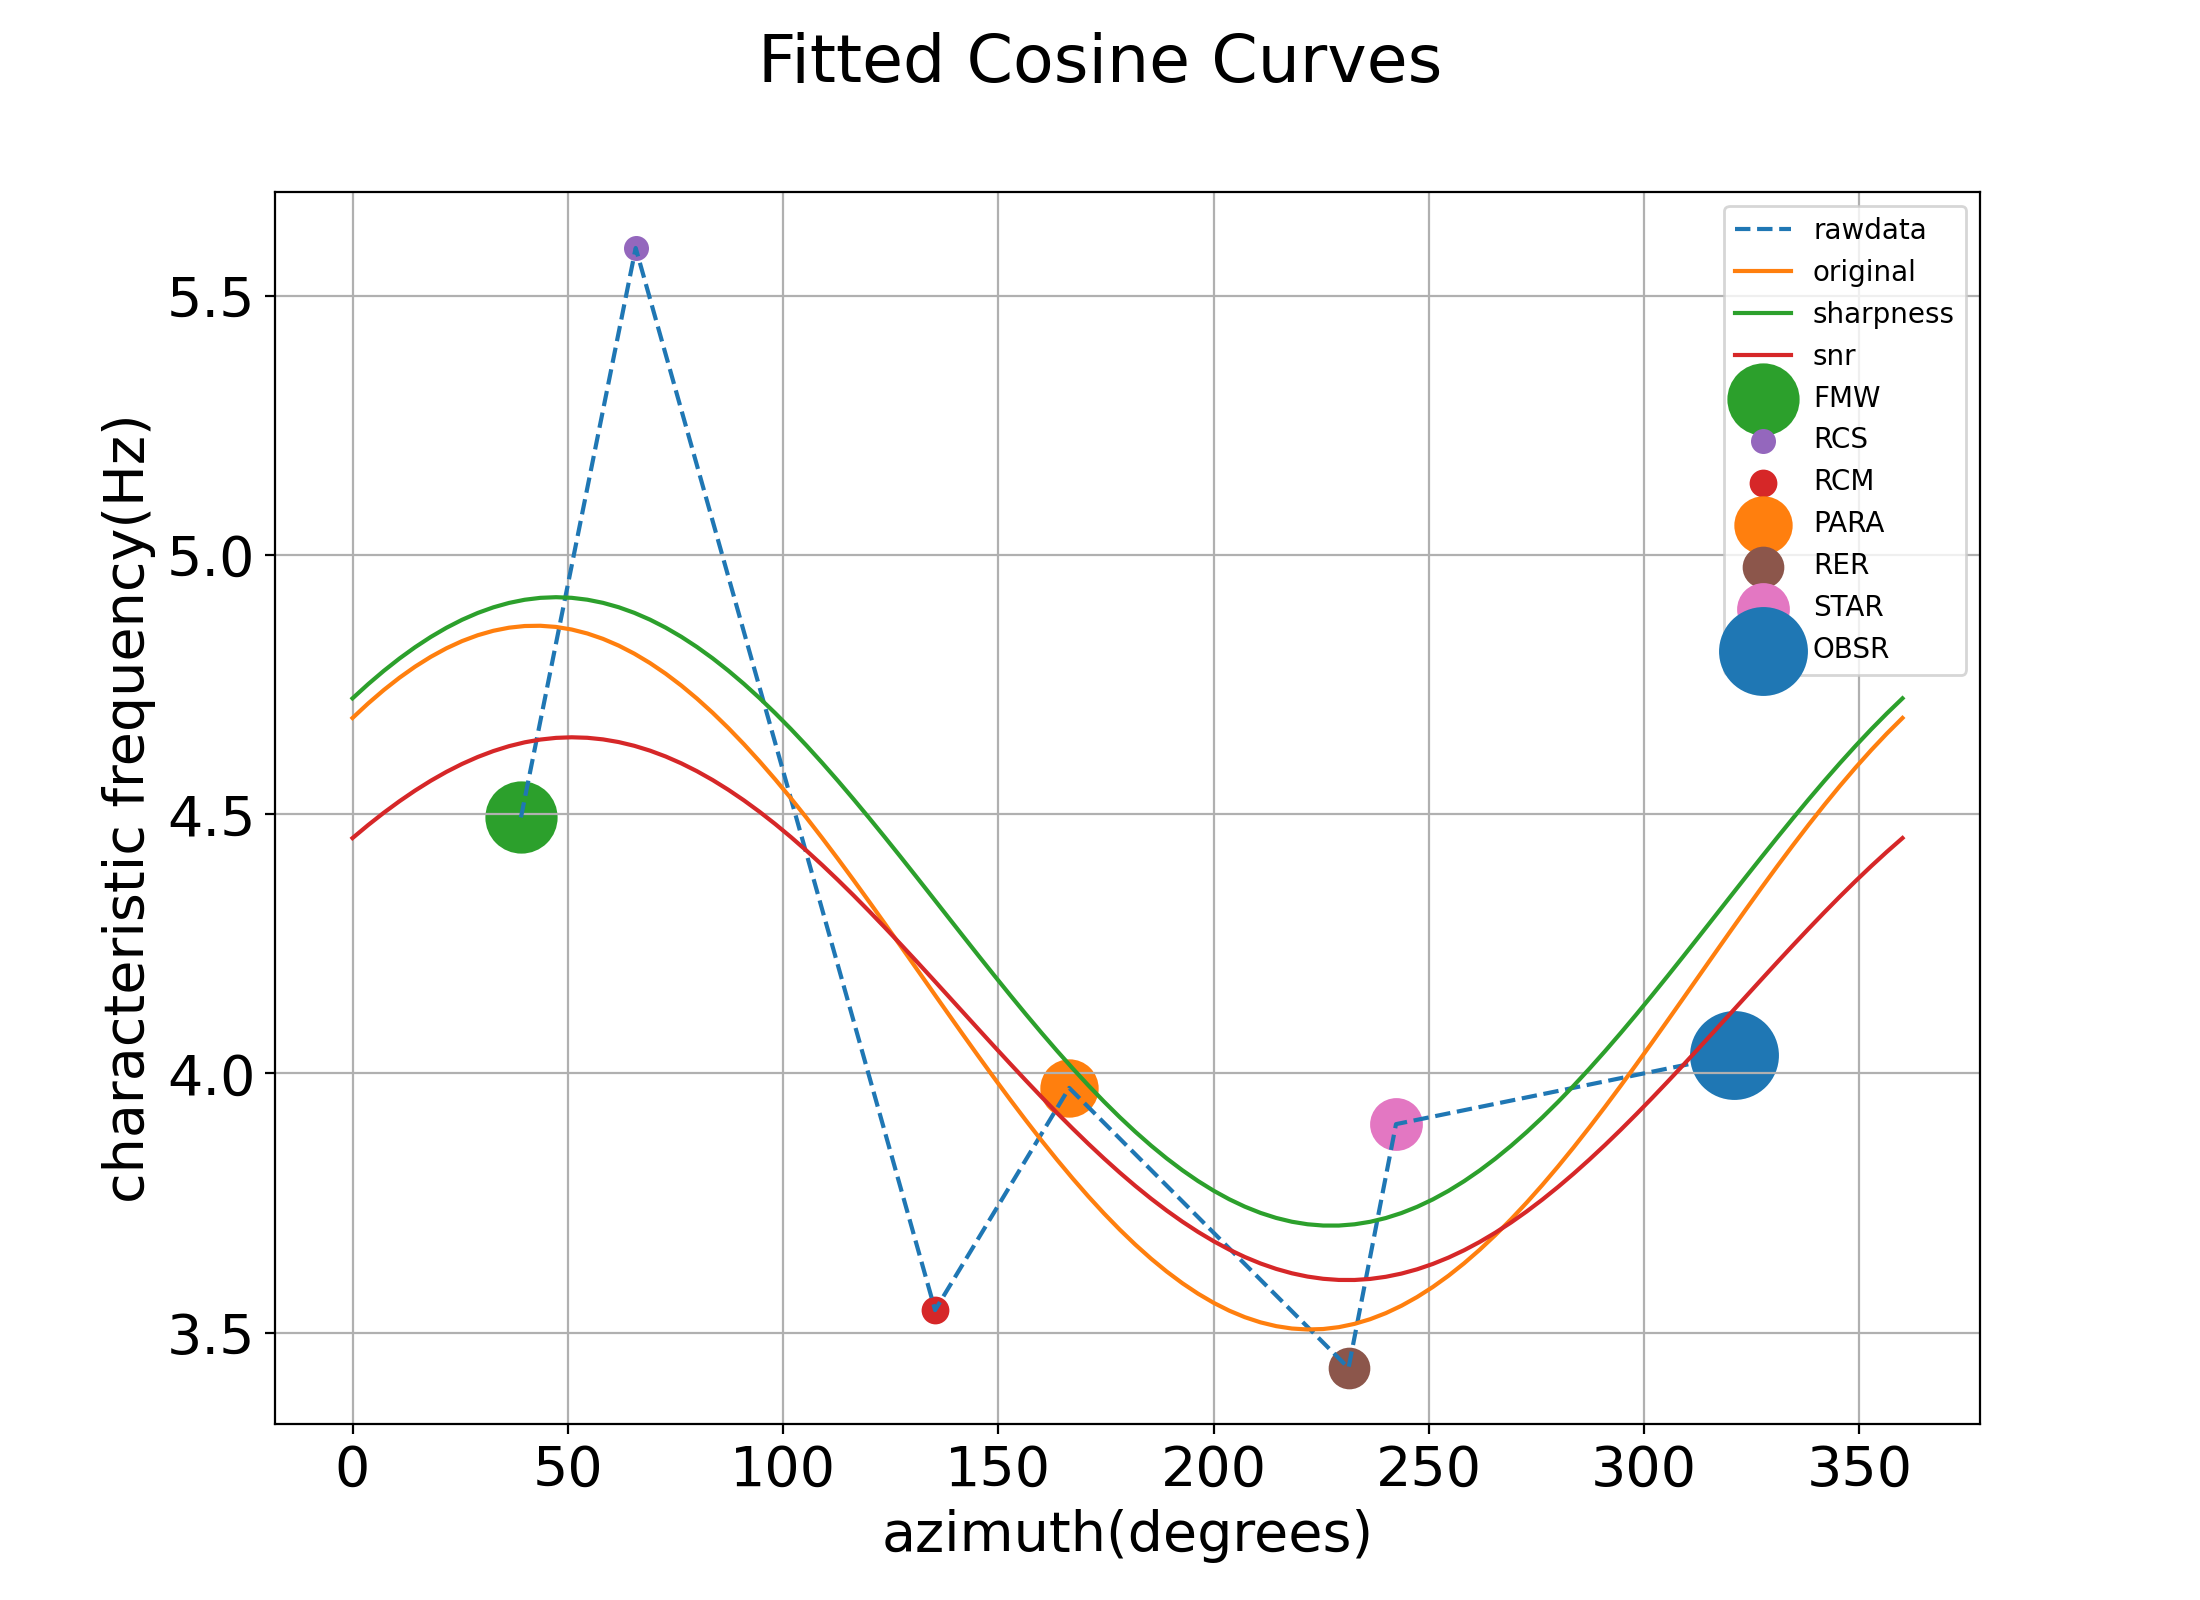 Fitted Cosine Curves
characteristic frequency(Hz)
5.5
5.0
4.5
4.0
3.5
rawdata
original
sharpness
snr
FMW
RCS
RCM
PARA
RER
STAR
OBSR
0 50 100 150 200 250 300 350
azimuth(degrees)